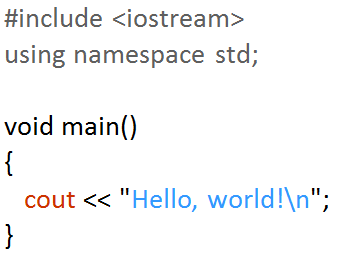 #include <iostream>
using namespace std;
void main()
{
cout << "Hello, world!\n";
}